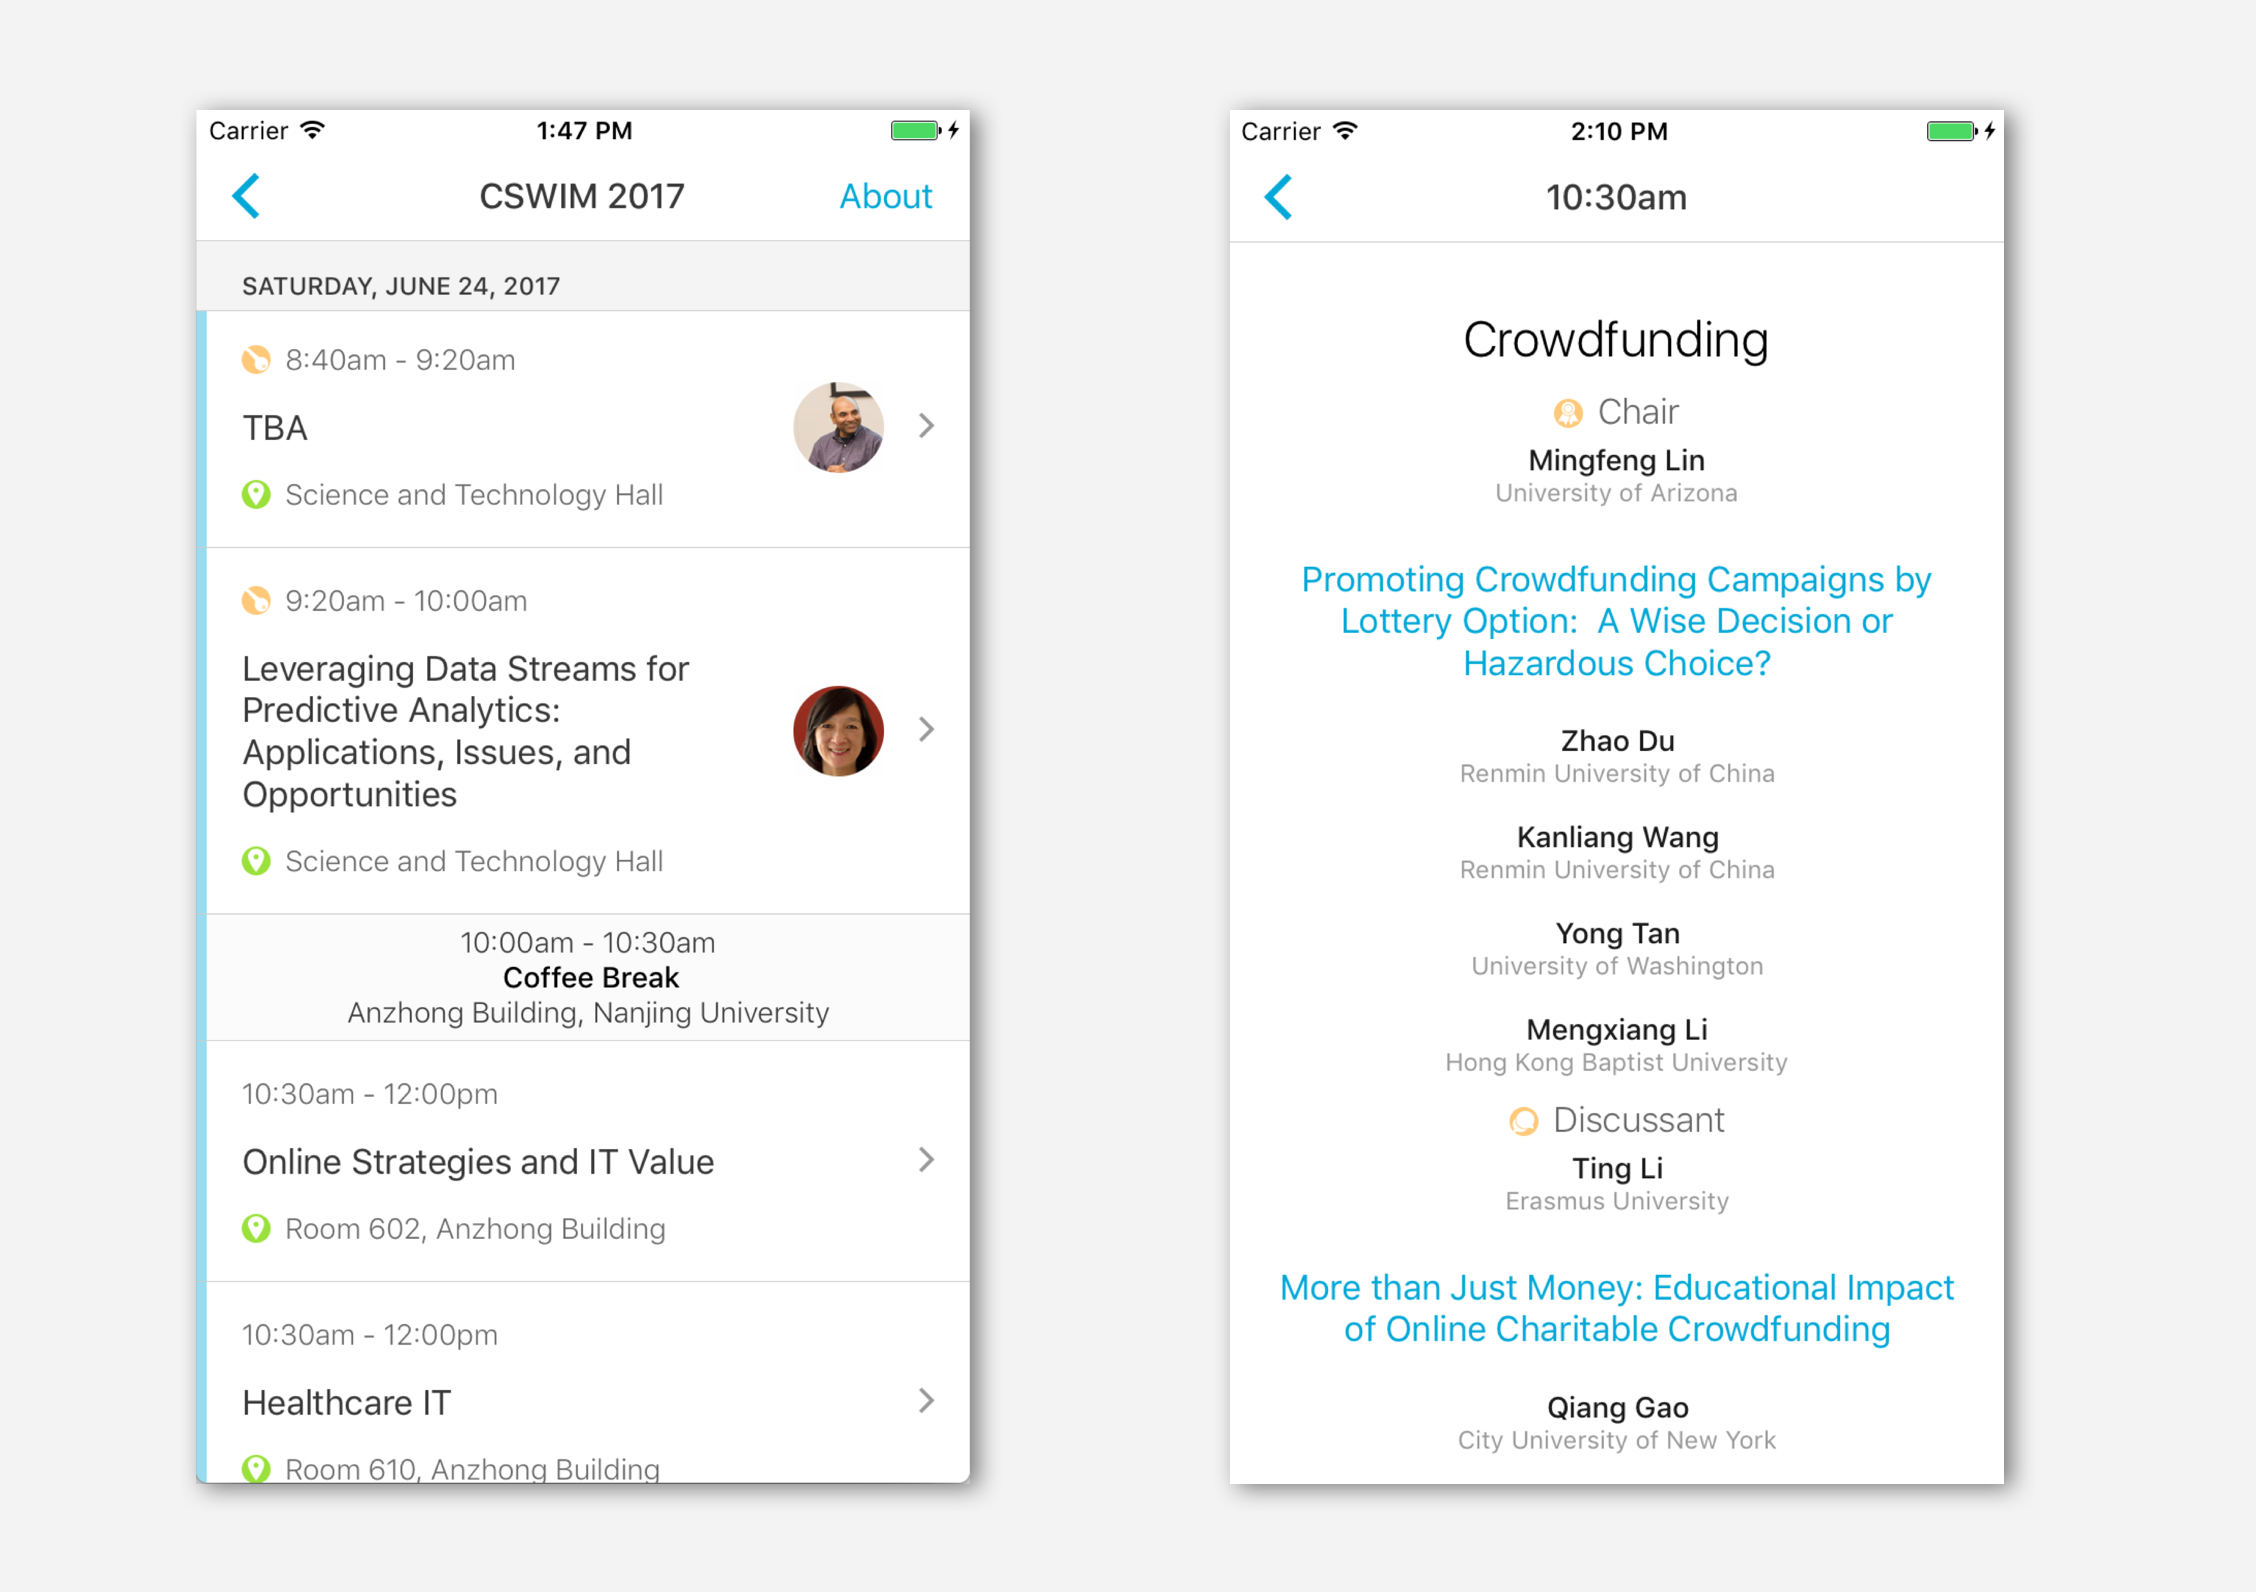 Carrier 1:47 PM
CSWIM 2017 About
SATURDAY, JUNE 24, 2017
8:40am - 9:20am
TBA
Science and Technology Hall
9:20am - 10:00am
Leveraging Data Streams for
Predictive Analytics:
Applications, Issues, and
Opportunities
Science and Technology Hall
10:00am - 10:30am
Coffee Break
Anzhong Building, Nanjing University
10:30am - 12:00pm
Online Strategies and IT Value
Room 602, Anzhong Building
10:30am - 12:00pm
Healthcare IT
Room 610, Anzhong Building
Carrier 2:10 PM
10:30am
Crowdfunding
Chair
Mingfeng Lin
University of Arizona
Promoting Crowdfunding Campaigns by
Lottery Option:  A Wise Decision or
Hazardous Choice?
Zhao Du
Renmin University of China
Kanliang Wang
Renmin University of China
Yong Tan
University of Washington
Mengxiang Li
Hong Kong Baptist University
Discussant
Ting Li
Erasmus University
More than Just Money: Educational Impact
of Online Charitable Crowdfunding
Qiang Gao
City University of New York